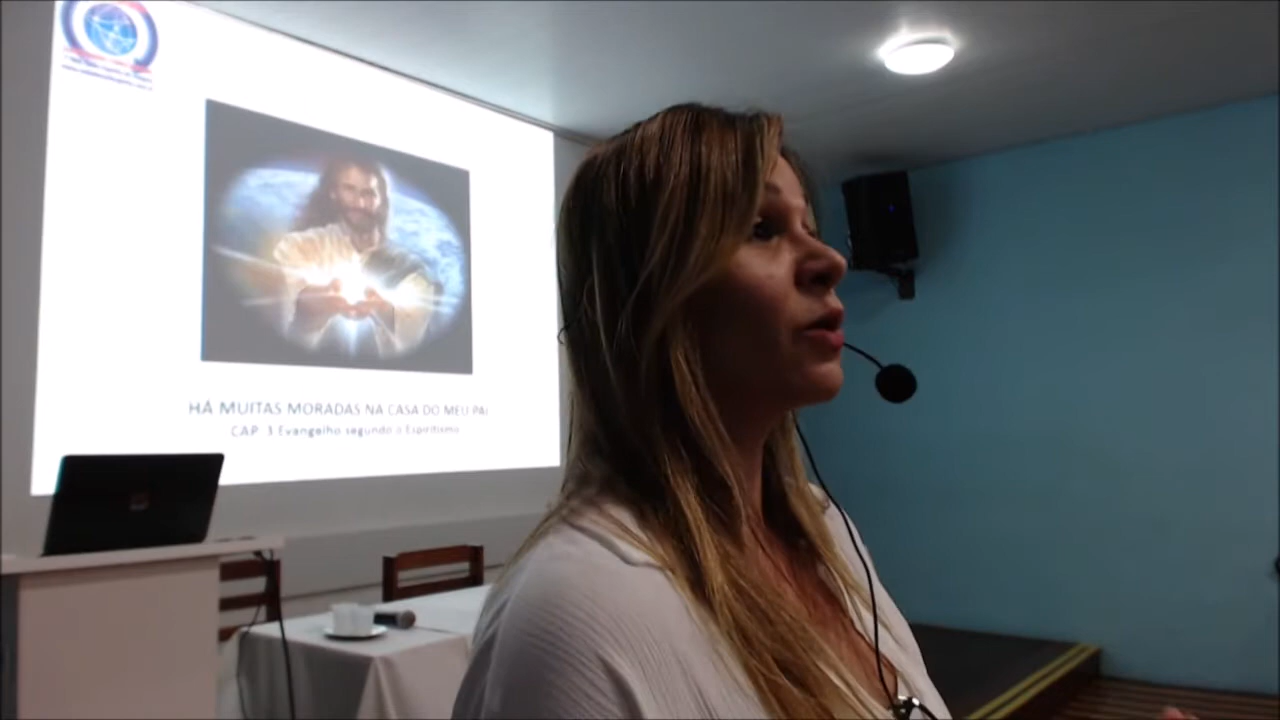 HÁ MUITAS MORADAS NA CASA DO MEU PAI
CAP 3 Evangelho segundo o Espiritismo